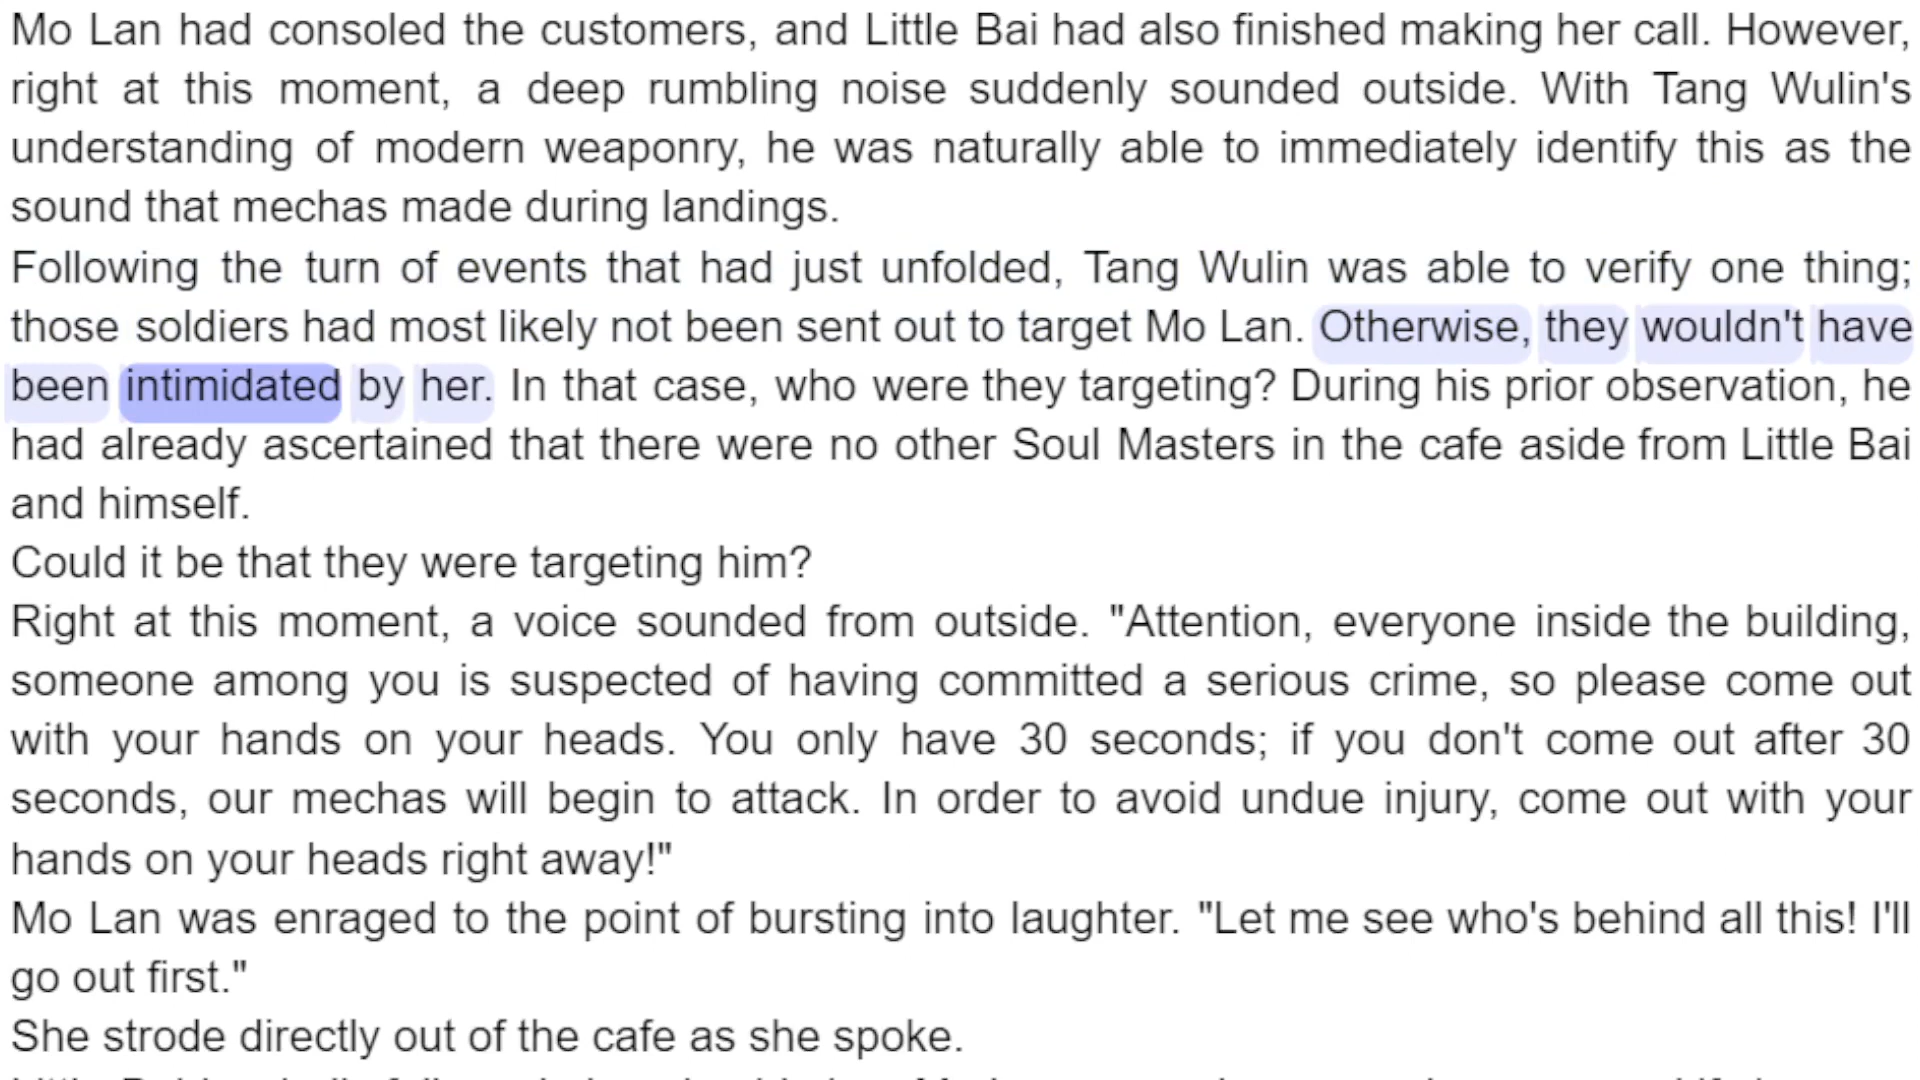 Mo Lan had consoled the customers, and Little Bai had also finished making her call. However,
right at this moment, a deep rumbling noise suddenly sounded outside. With Tang Wulin's
understanding of modern weaponry, he was naturally able to immediately identify this as the
sound that mechas made during landings.
Following the turn of events that had just unfolded, Tang Wulin was able to verify one thing;
those soldiers had most likely not been sent out to target Mo Lan. Otherwise, they wouldn't have
been intimidated by her. In that case, who were they targeting? During his prior observation, he
had already ascertained that there were no other Soul Masters in the cafe aside from Little Bai
and himself.
Could it be that they were targeting him?
Right at this moment, a voice sounded from outside. "Attention, everyone inside the building,
someone among you is suspected of having committed a serious crime, so please come out
with your hands on your heads. You only have 30 seconds; if you don't come out after 30
seconds, our mechas will begin to attack. In order to avoid undue injury, come out with your
hands on your heads right away!"
Mo Lan was enraged to the point of bursting into laughter. "Let me see who's behind all this! I'll
go out first."
She strode directly out of the cafe as she spoke.